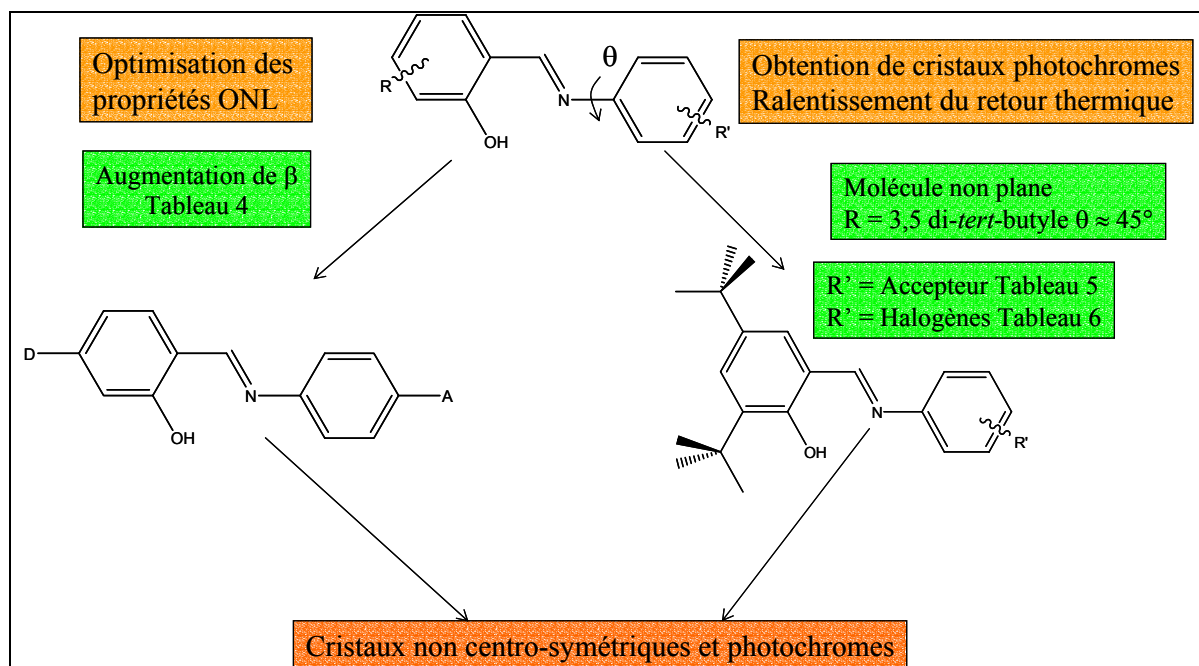 Optimisation des
propriétés ONL
Augmentation de β
Tableau 4
R
OH
N
θ
R'
Obtention de cristaux photochromes
Ralentissement du retour thermique
Molécule non plane
R = 3,5 di-tert-butyle θ ≈ 45°
R’ = Accepteur Tableau 5
R’ = Halogènes Tableau 6
D
OH
N
A
OH
N
R'
Cristaux non centro-symétriques et photochromes